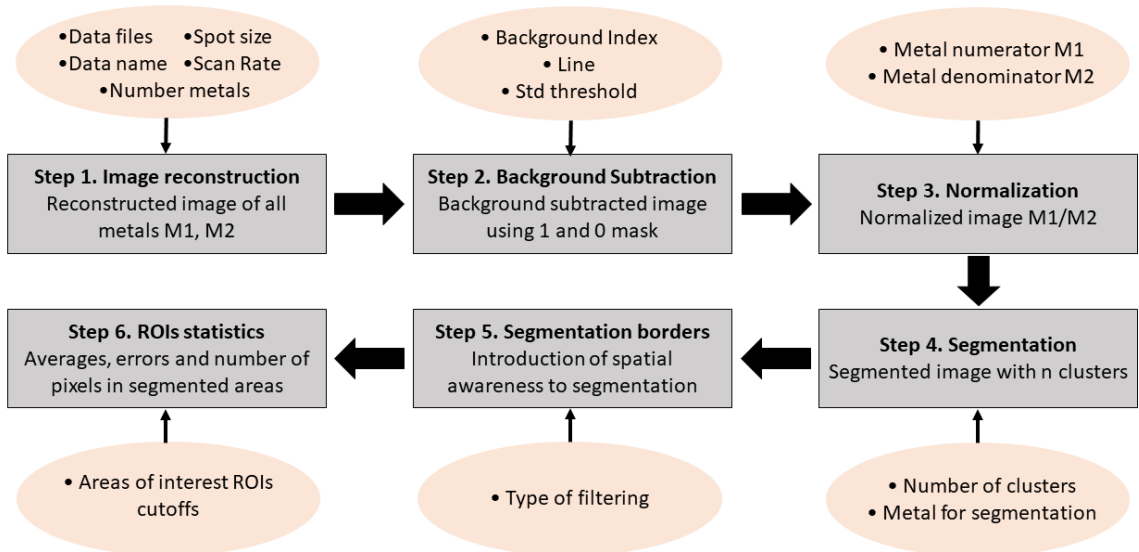 •Data files •Spot size
•Data name •Scan Rate
•Number metals
• Background Index
• Line
• Std threshold
• Metal numerator M1
• Metal denominator M2
Step 1. Image reconstruction
Reconstructed image of all
metals M1, M2
Step 2. Background Subtraction
Background subtracted image
using 1 and 0 mask
Step 3. Normalization
Normalized image M1/M2
Step 6. ROIs statistics
Averages, errors and number of
pixels in segmented areas
Step 5. Segmentation borders
Introduction of spatial
awareness to segmentation
Step 4. Segmentation
Segmented image with n clusters
• Areas of interest ROIs
cutoffs
• Type of filtering
• Number of clusters
• Metal for segmentation